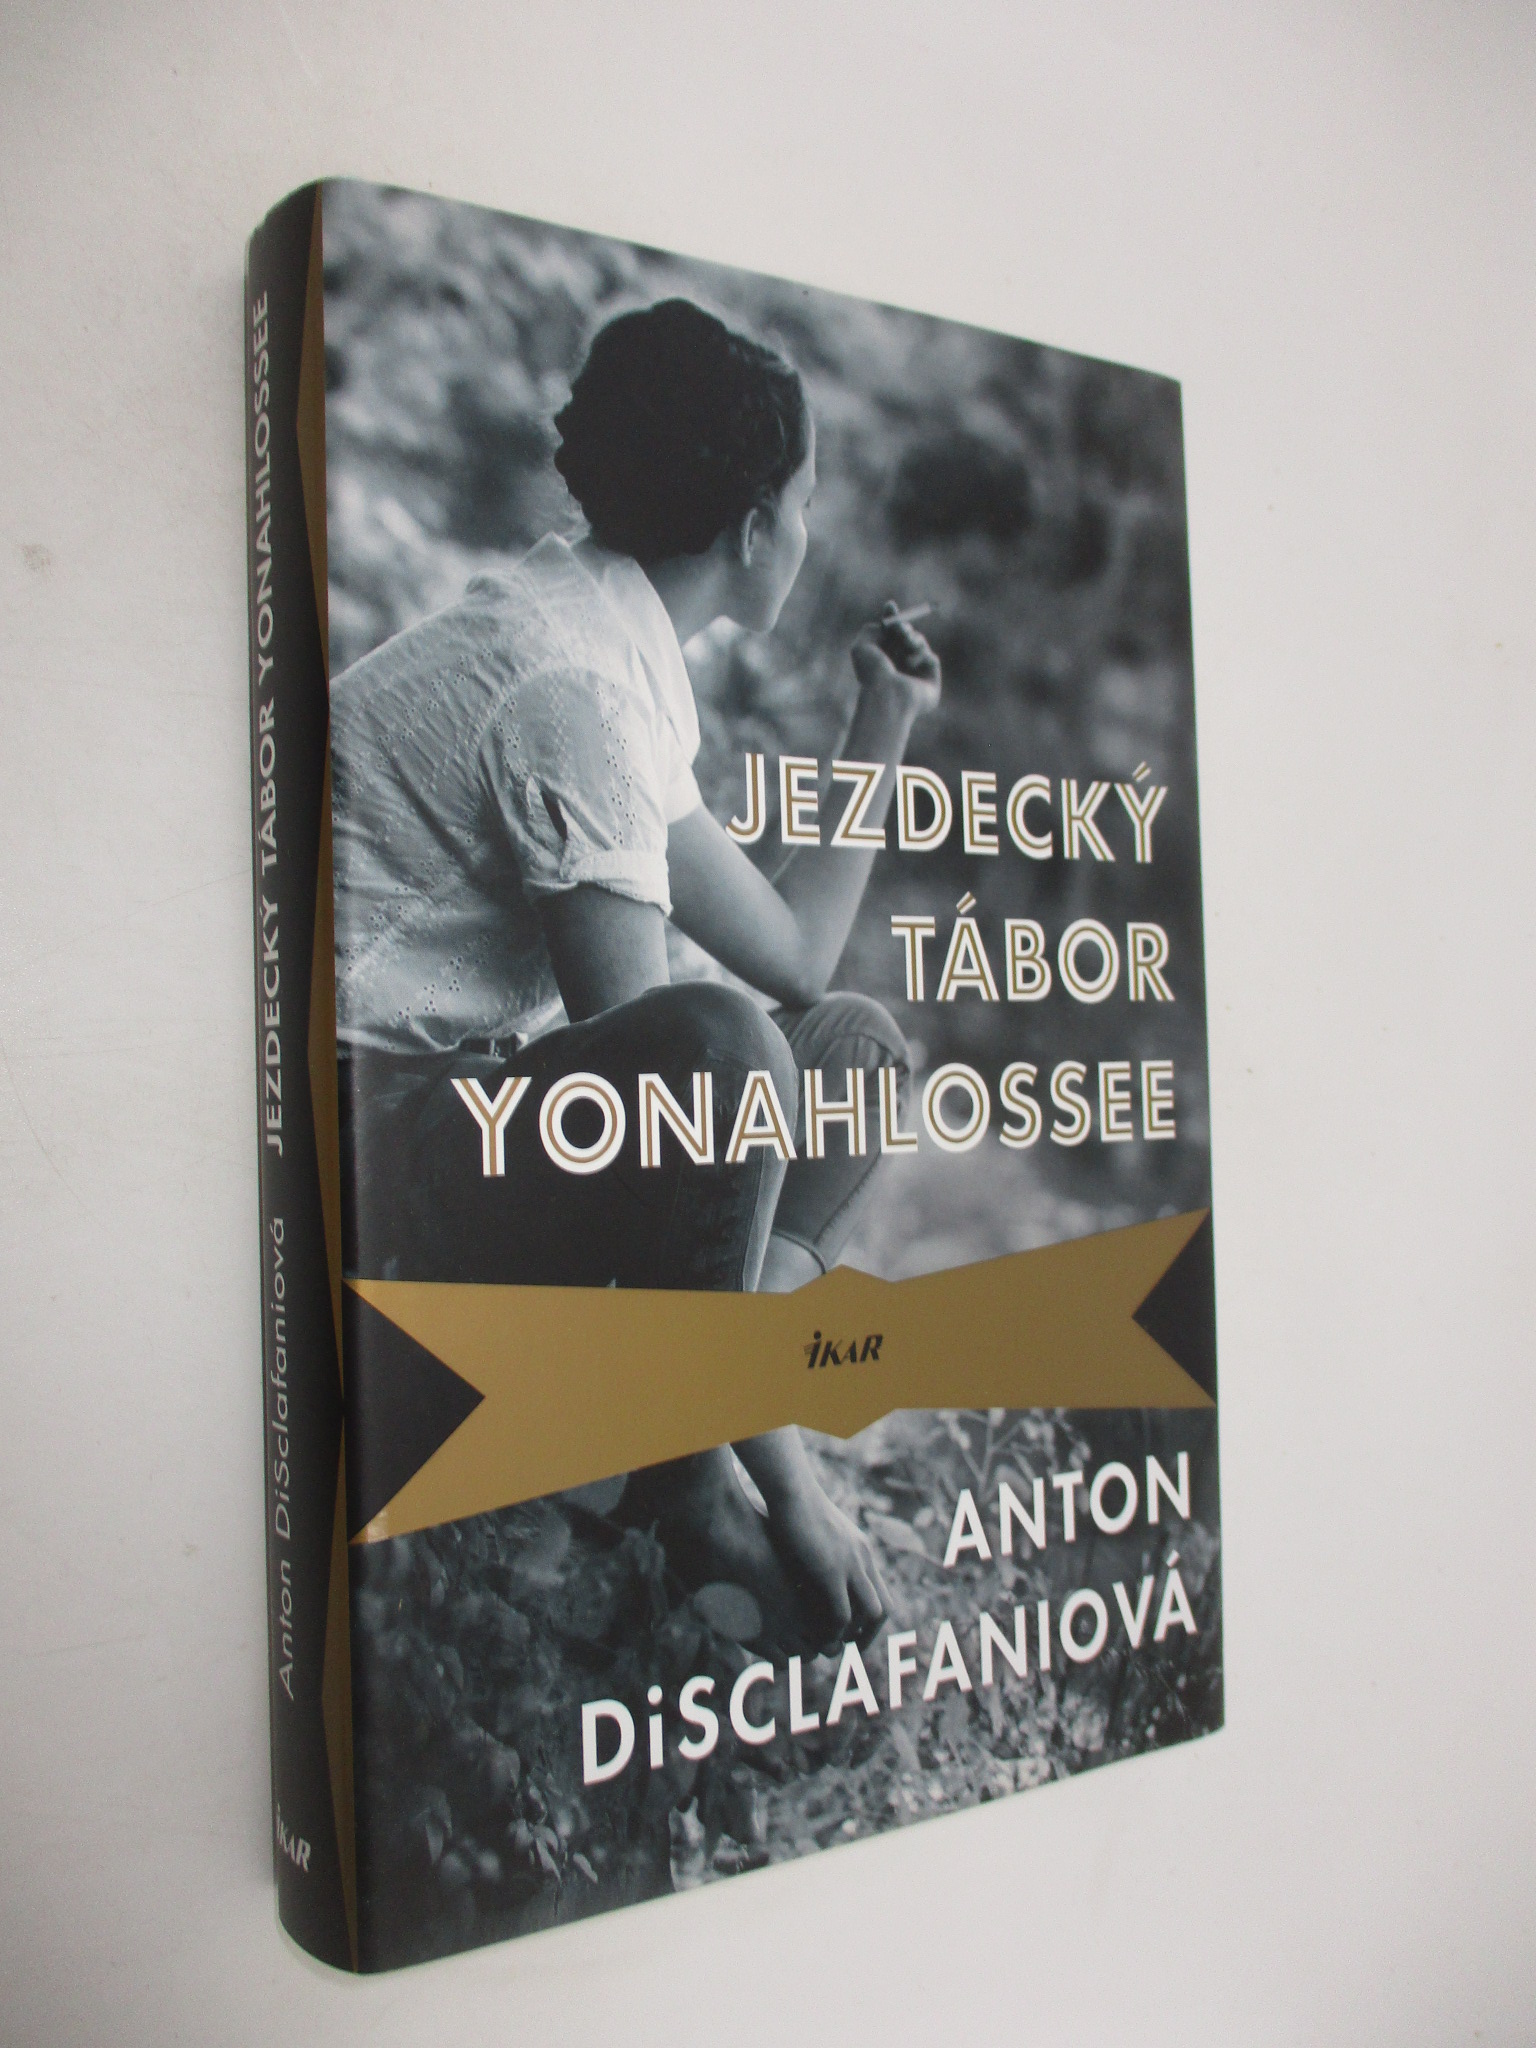 JEZDECKÝ
TÁBOR
YONAHLOSSEE
iKAR
ANTON
DiSCLAFANIOVÁ
Anton DiSclafaniová JEZDECKÝ TÁBOR YONAHLOSSEE
iKAR